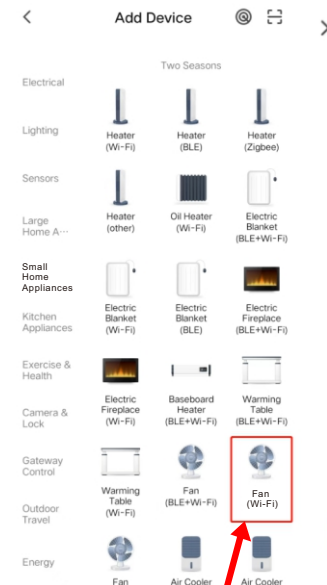 Add Device
Two Seasons
Electrical
Lighting
Sensors
Large
Home A···
Small
Home
Appliances
Kitchen
Appliances
Exercise &
Health
Camera &
Lock
Gateway
Control
Outdoor
Travel
Energy
Heater
(Wi-Fi)
Heater
(BLE)
Heater
(Zigbee)
Heater
(other)
Oil Heater
(Wi-Fi)
Electric
Blanket
(BLE+Wi-Fi)
Electric
Blanket
(Wi-Fi)
Electric
Blanket
(BLE)
Electric
Fireplace
(BLE+Wi-Fi)
Electric
Fireplace
(Wi-Fi)
Baseboard
Heater
(BLE+Wi-Fi)
Warming
Table
(BLE+Wi-Fi)
Warming
Table
(Wi-Fi)
Fan
(BLE+Wi-Fi)
Fan
(Wi-Fi)
Fan
Air Cooler
Air Cooler